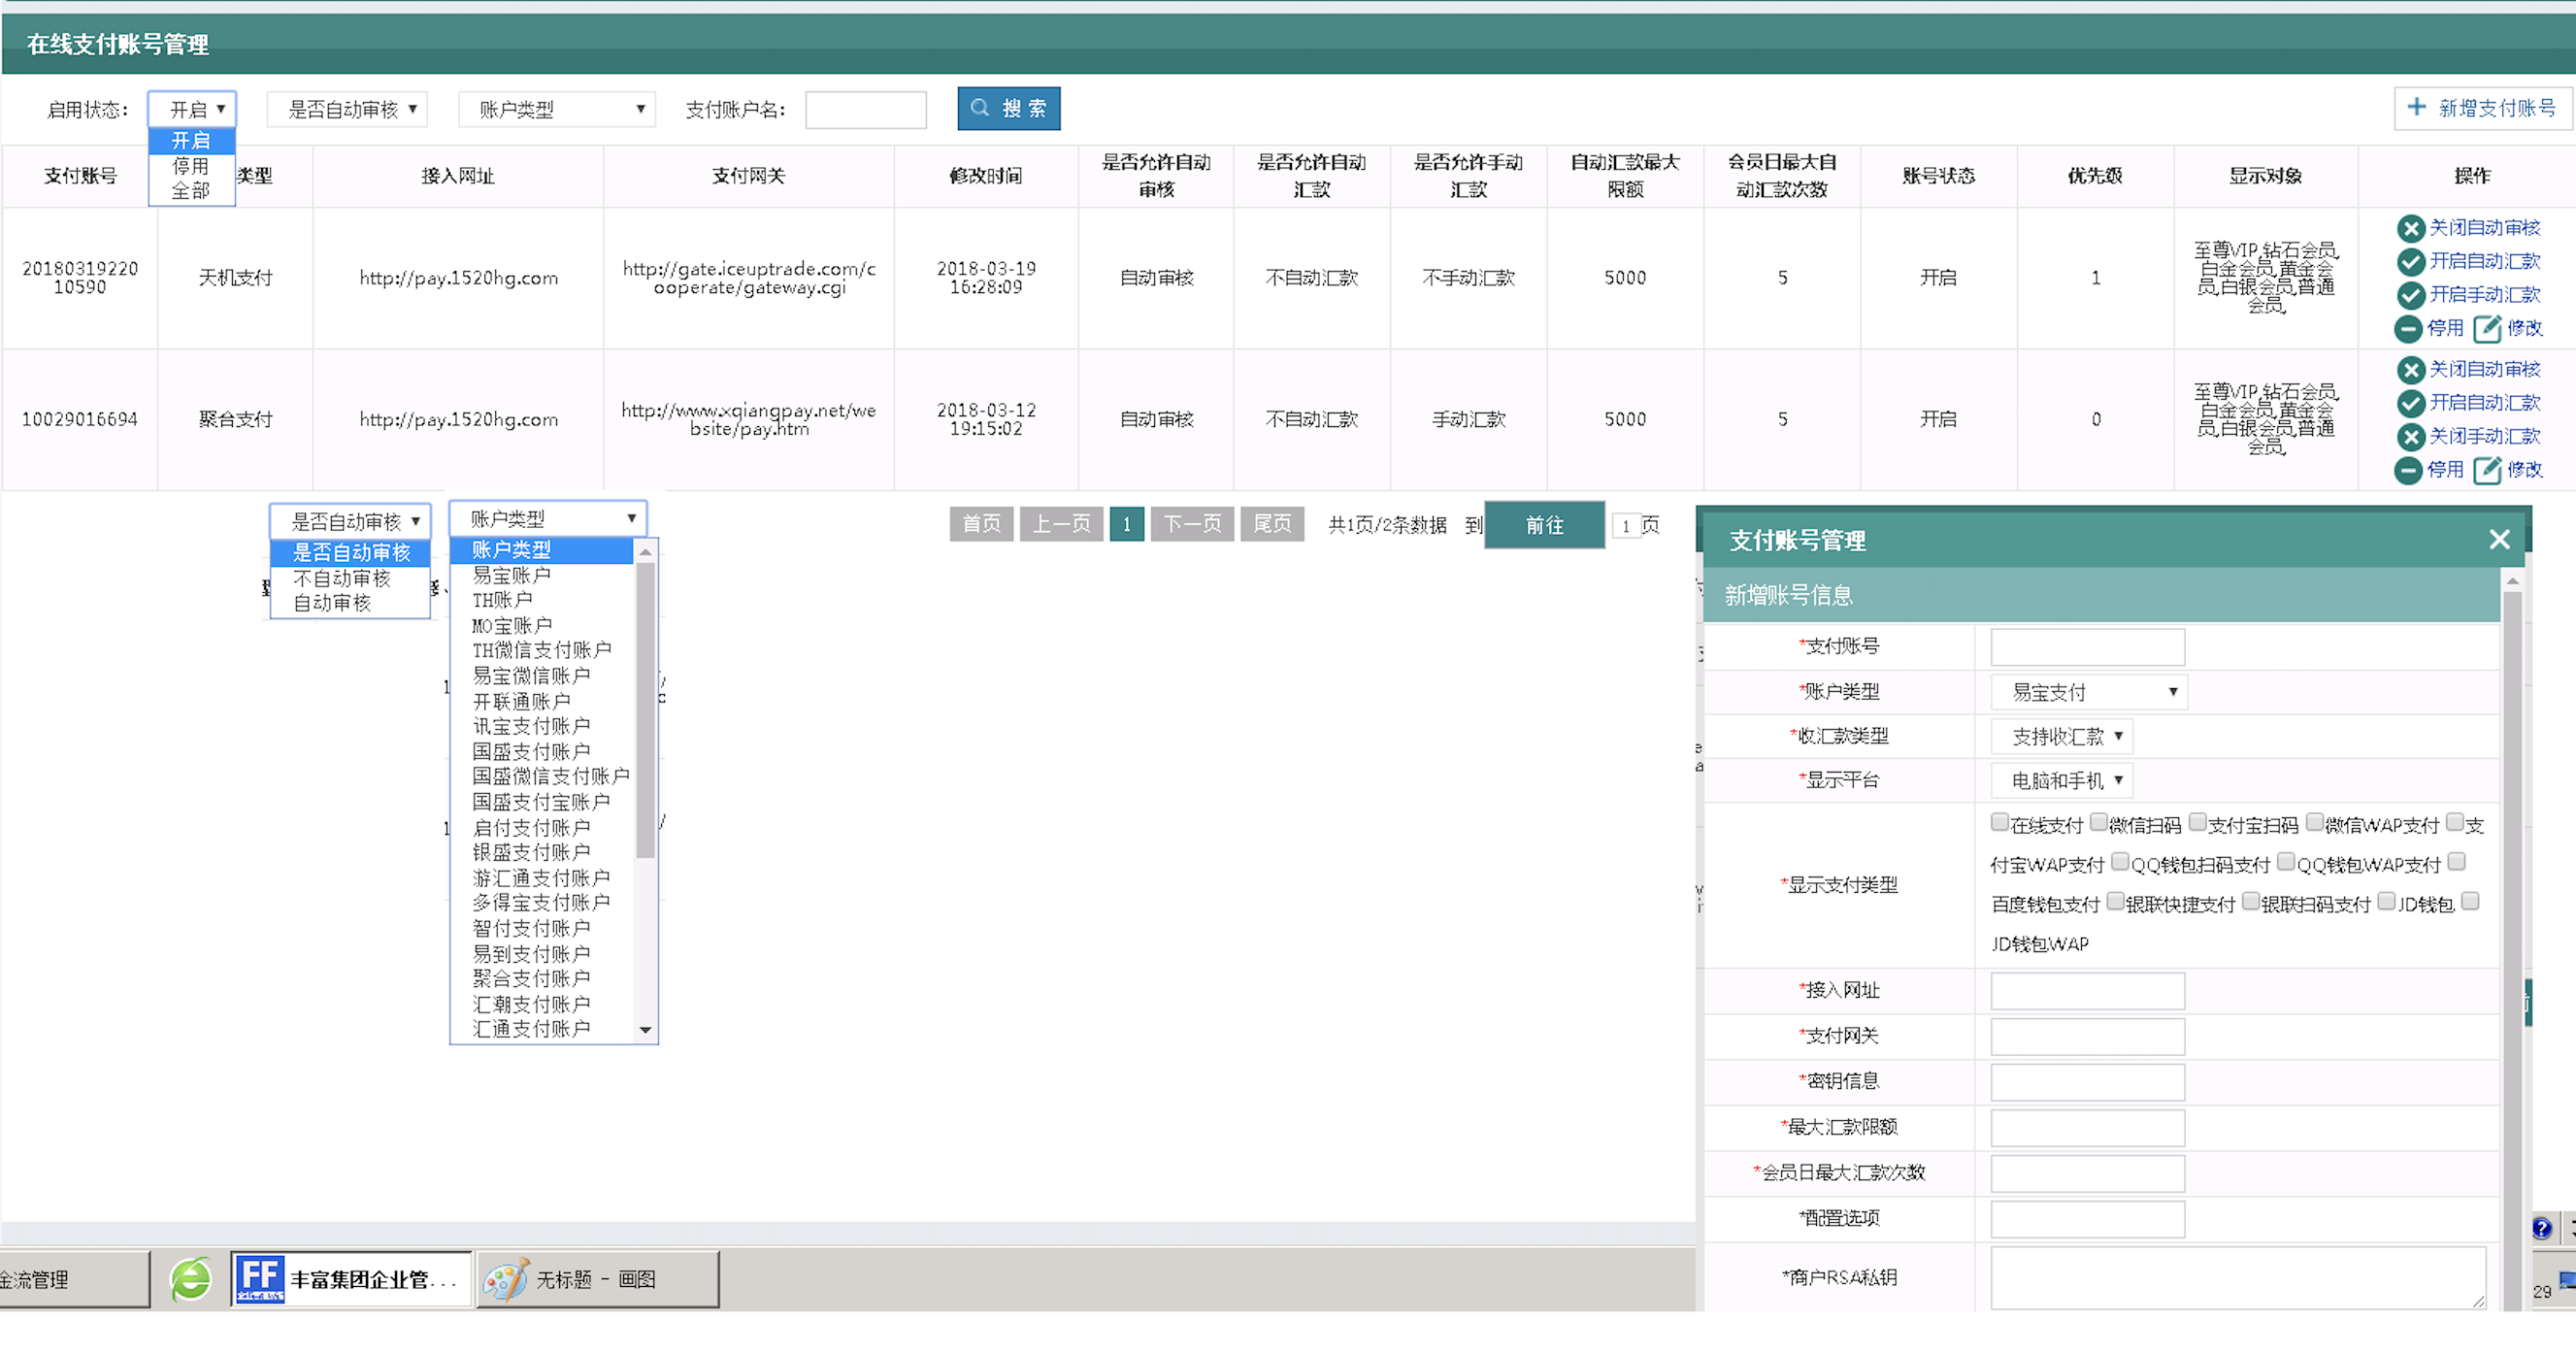 在线支付账号管理
启用状态： 开启 是否自动审核 账户类型 支付账户名： 搜 索 新增支付账号
开启
停用
全部
支付账号 类型 接入网址 支付网关 修改时间 是否允许自动审核 是否允许自动汇款 是否允许手动汇款 自动汇款最大限额 会员日最大自动汇款次数 账号状态 优先级 显示对象 操作
20180319220
10590
天机支付
http://pay.1520hg.com
http://gate.iceuptrade.com/c
ooperate/gateway.cgi
2018-03-19
16:28:09
自动审核
不自动汇款
不手动汇款
5000
5
开启
1
至尊VIP,钻石会员,
白金会员,黄金会
员,白银会员,普通
会员,
关闭自动审核
开启自动汇款
开启手动汇款
停用 修改
10029016694
聚合支付
http://pay.1520hg.com
http://www.xqiangpay.net/we
bsite/pay.htm
2018-03-12
19:15:02
自动审核
不自动汇款
手动汇款
5000
5
开启
0
至尊VIP,钻石会员,
白金会员,黄金会
员,白银会员,普通
会员,
关闭自动审核
开启自动汇款
关闭手动汇款
停用 修改
首页 上一页 1 下一页 尾页 共1页/2条数据 到 前往 1 页
是否自动审核
是否自动审核
不自动审核
自动审核
账户类型
账户类型
易宝账户
TH账户
MO宝账户
TH微信支付账户
易宝微信账户
开联通账户
讯宝支付账户
国盛支付账户
国盛微信支付账户
国盛支付宝账户
启付支付账户
银盛支付账户
游汇通支付账户
多得宝支付账户
智付支付账户
易到支付账户
聚合支付账户
汇潮支付账户
汇通支付账户
支付账号管理
新增账号信息
*支付账号
*账户类型 易宝支付
*收汇款类型 支持收汇款
*显示平台 电脑和手机
*显示支付类型
在线支付 微信扫码 支付宝扫码 微信WAP支付 支
付宝WAP支付 QQ钱包扫码支付 QQ钱包WAP支付
百度钱包支付 银联快捷支付 银联扫码支付 JD钱包
JD钱包WAP
*接入网址
*支付网关
*密钥信息
*最大汇款限额
*会员日最大汇款次数
*配置选项
*商户RSA私钥
金流管理 FF 丰富集团企业管... 无标题 - 画图 29